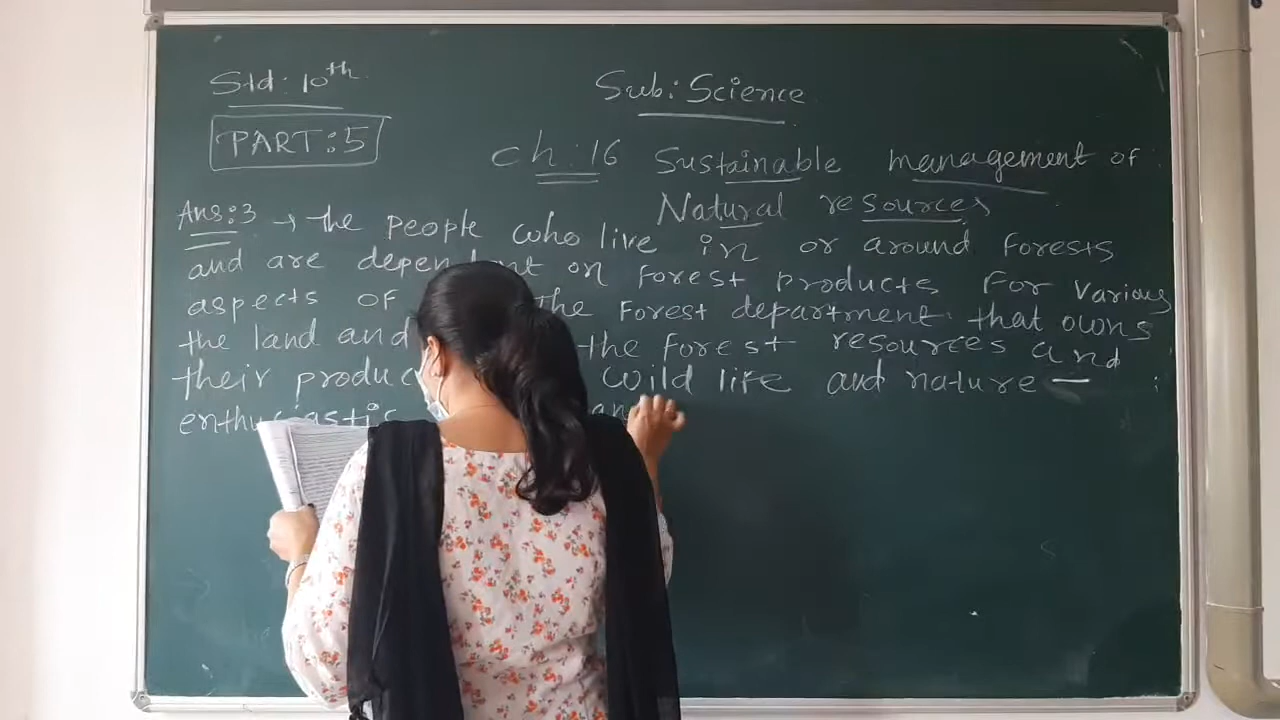 Std: 10th
Sub: Science
PART: 5
Ch: 16 Sustainable management of
Natural resources
Ans:3 → the people who live in or around forests
and are dependent on forest products for various
aspects of the forest department that owns
the land and the forest resources and
their produc wild life and nature –
enthusiastic